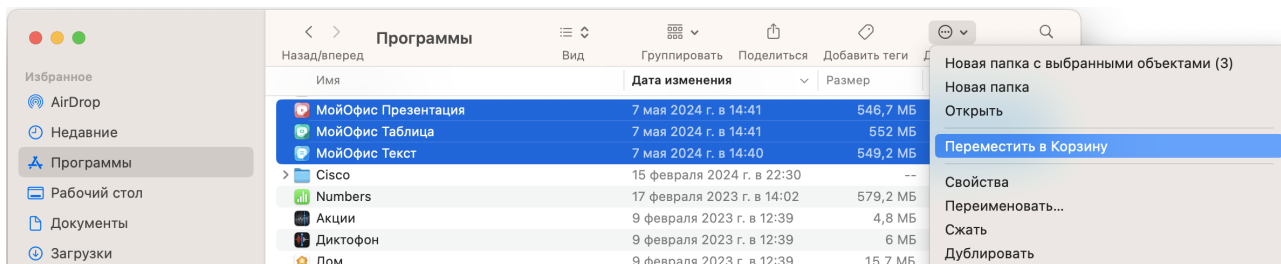 Программы
Назад/вперед
Вид
Группировать
Поделиться
Добавить теги
Избранное
AirDrop
Недавние
Программы
Рабочий стол
Документы
Загрузки
Имя Дата изменения Размер
МойОфис Презентация 7 мая 2024 г. в 14:41 546,7 МБ
МойОфис Таблица 7 мая 2024 г. в 14:41 552 МБ
МойОфис Текст 7 мая 2024 г. в 14:40 549,2 МБ
Cisco 15 февраля 2024 г. в 22:30 --
Numbers 17 февраля 2023 г. в 14:02 579,2 МБ
Акции 9 февраля 2023 г. в 12:39 4,8 МБ
Диктофон 9 февраля 2023 г. в 12:39 6 МБ
Дом 9 февраля 2023 г. в 12:39 15,7 МБ
Новая папка с выбранными объектами (3)
Новая папка
Открыть
Переместить в Корзину
Свойства
Переименовать...
Сжать
Дублировать